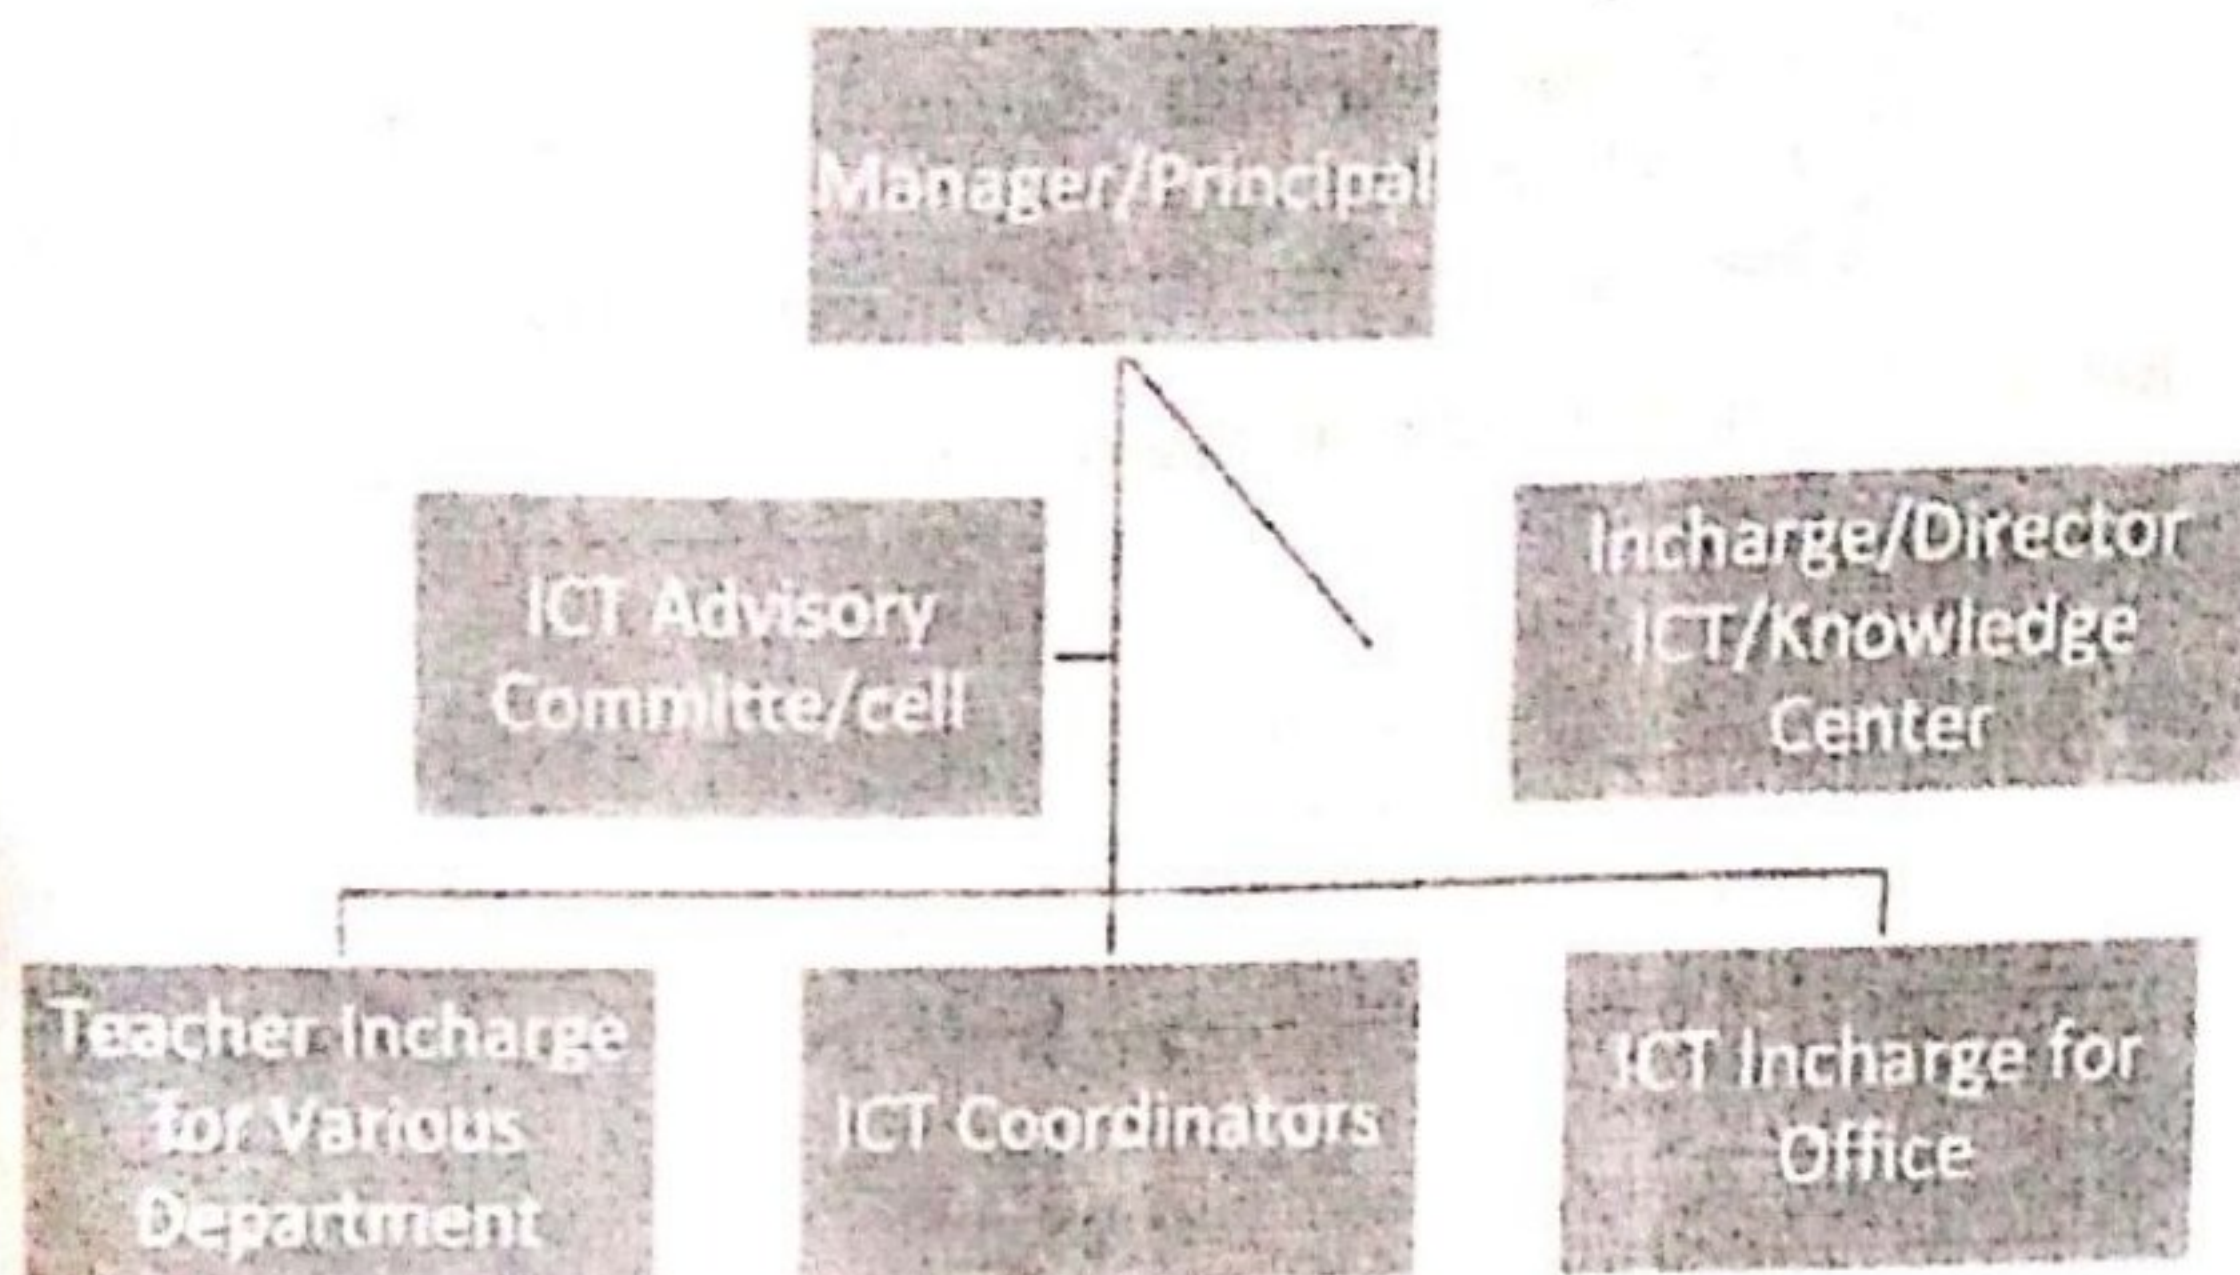 Manager/Principal
ICT Advisory
Committe/cell
Incharge/Director
ICT/Knowledge
Center
Teacher Incharge
for Various
Department
ICT Coordinators
ICT Incharge for
Office